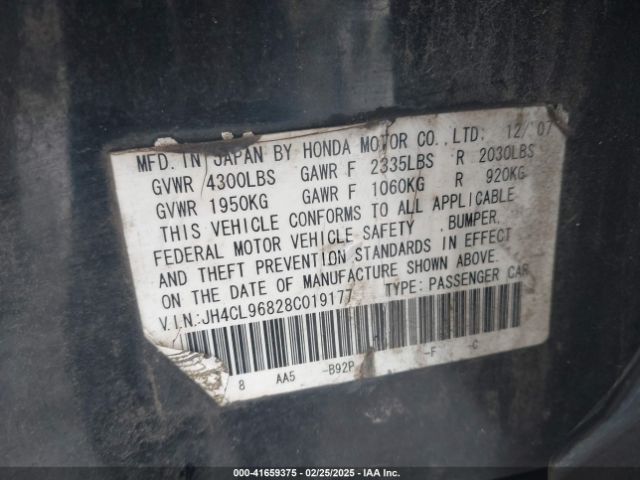 MFD. IN JAPAN BY HONDA MOTOR CO., LTD. 12/'07
GVWR 4300LBS GAWR F 2335LBS R 2030LBS
GVWR 1950KG GAWR F 1060KG R 920KG
THIS VEHICLE CONFORMS TO ALL APPLICABLE
FEDERAL MOTOR VEHICLE SAFETY ,BUMPER,
AND THEFT PREVENTION STANDARDS IN EFFECT
ON THE DATE OF MANUFACTURE SHOWN ABOVE.
V.I.N.:JH4CL96828C019177 TYPE: PASSENGER CAR
8 AA5 -B92P -F -C
000-41659375 - 02/25/2025 - IAA Inc.